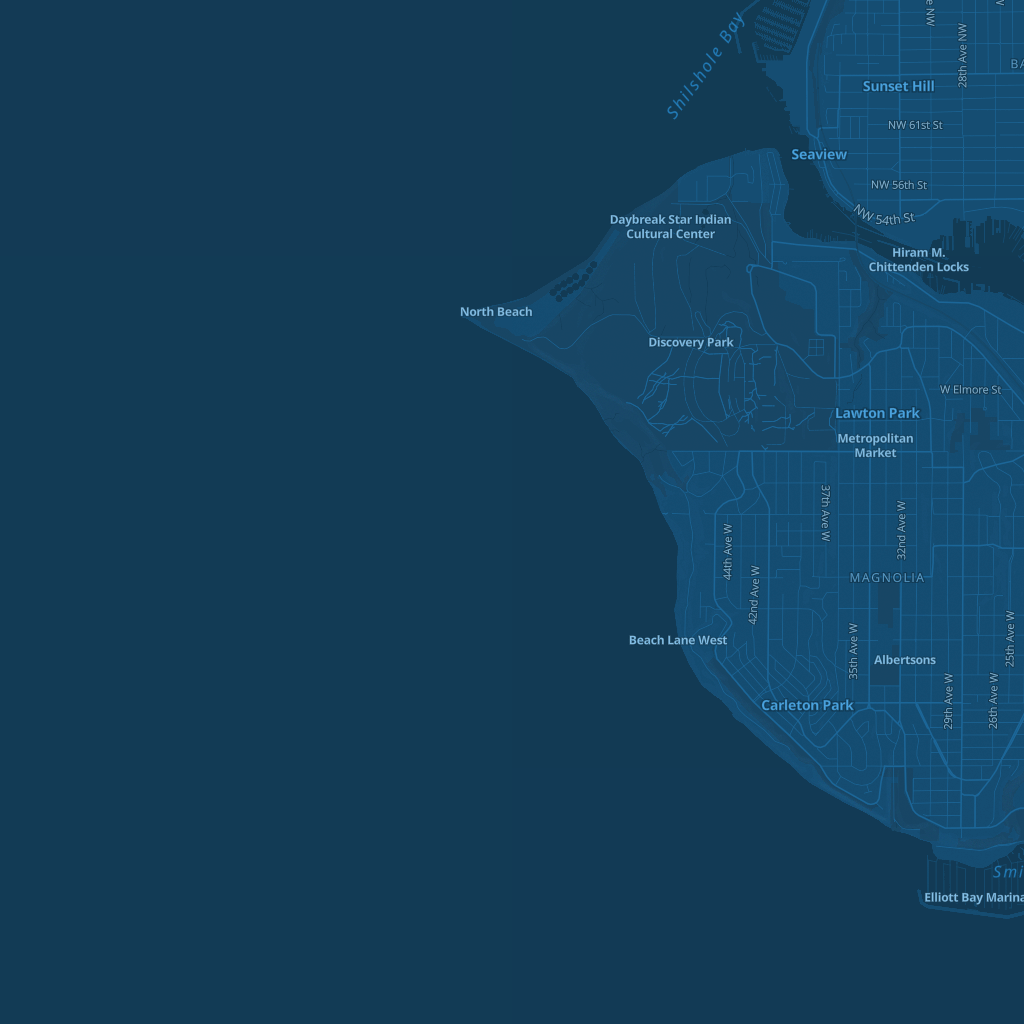 Shilshole Bay
28th Ave NW
Sunset Hill
NW 61st St
Seaview
NW 56th St
NW 54th St
Daybreak Star Indian
Cultural Center
Hiram M.
Chittenden Locks
North Beach
Discovery Park
W Elmore St
Lawton Park
Metropolitan
Market
37th Ave W
32nd Ave W
44th Ave W
42nd Ave W
MAGNOLIA
Beach Lane West
35th Ave W
25th Ave W
Albertsons
29th Ave W
26th Ave W
Carleton Park
Smi
Elliott Bay Marina